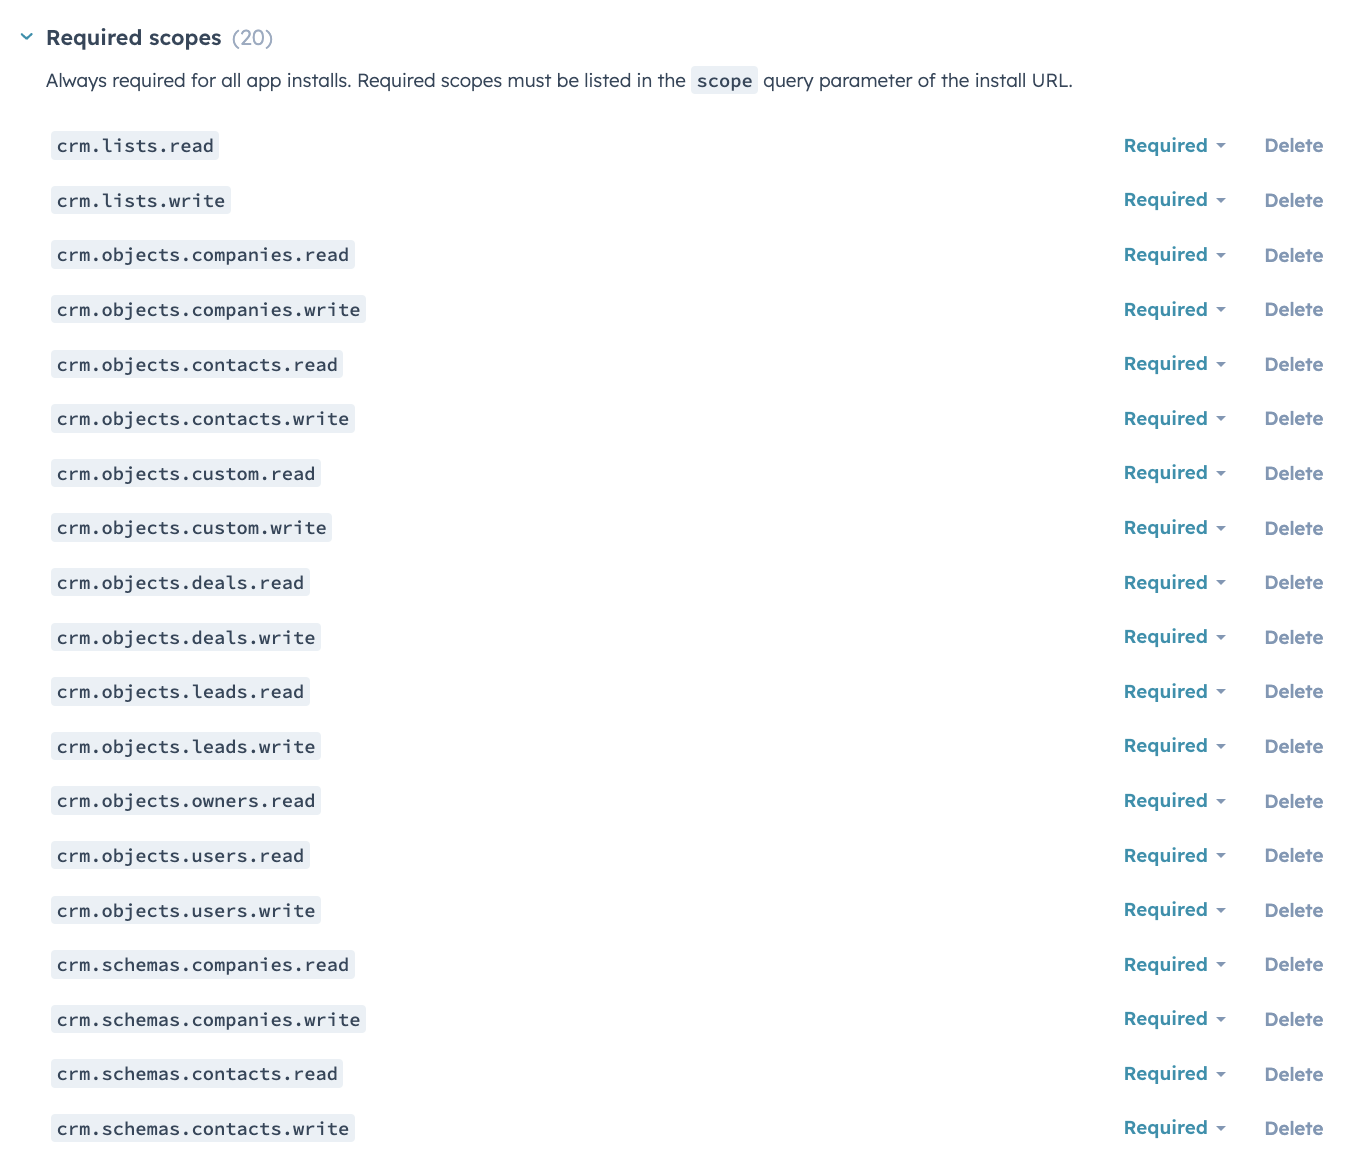 Required scopes (20)
Always required for all app installs. Required scopes must be listed in the scope query parameter of the install URL.
crm.lists.read Required Delete
crm.lists.write Required Delete
crm.objects.companies.read Required Delete
crm.objects.companies.write Required Delete
crm.objects.contacts.read Required Delete
crm.objects.contacts.write Required Delete
crm.objects.custom.read Required Delete
crm.objects.custom.write Required Delete
crm.objects.deals.read Required Delete
crm.objects.deals.write Required Delete
crm.objects.leads.read Required Delete
crm.objects.leads.write Required Delete
crm.objects.owners.read Required Delete
crm.objects.users.read Required Delete
crm.objects.users.write Required Delete
crm.schemas.companies.read Required Delete
crm.schemas.companies.write Required Delete
crm.schemas.contacts.read Required Delete
crm.schemas.contacts.write Required Delete